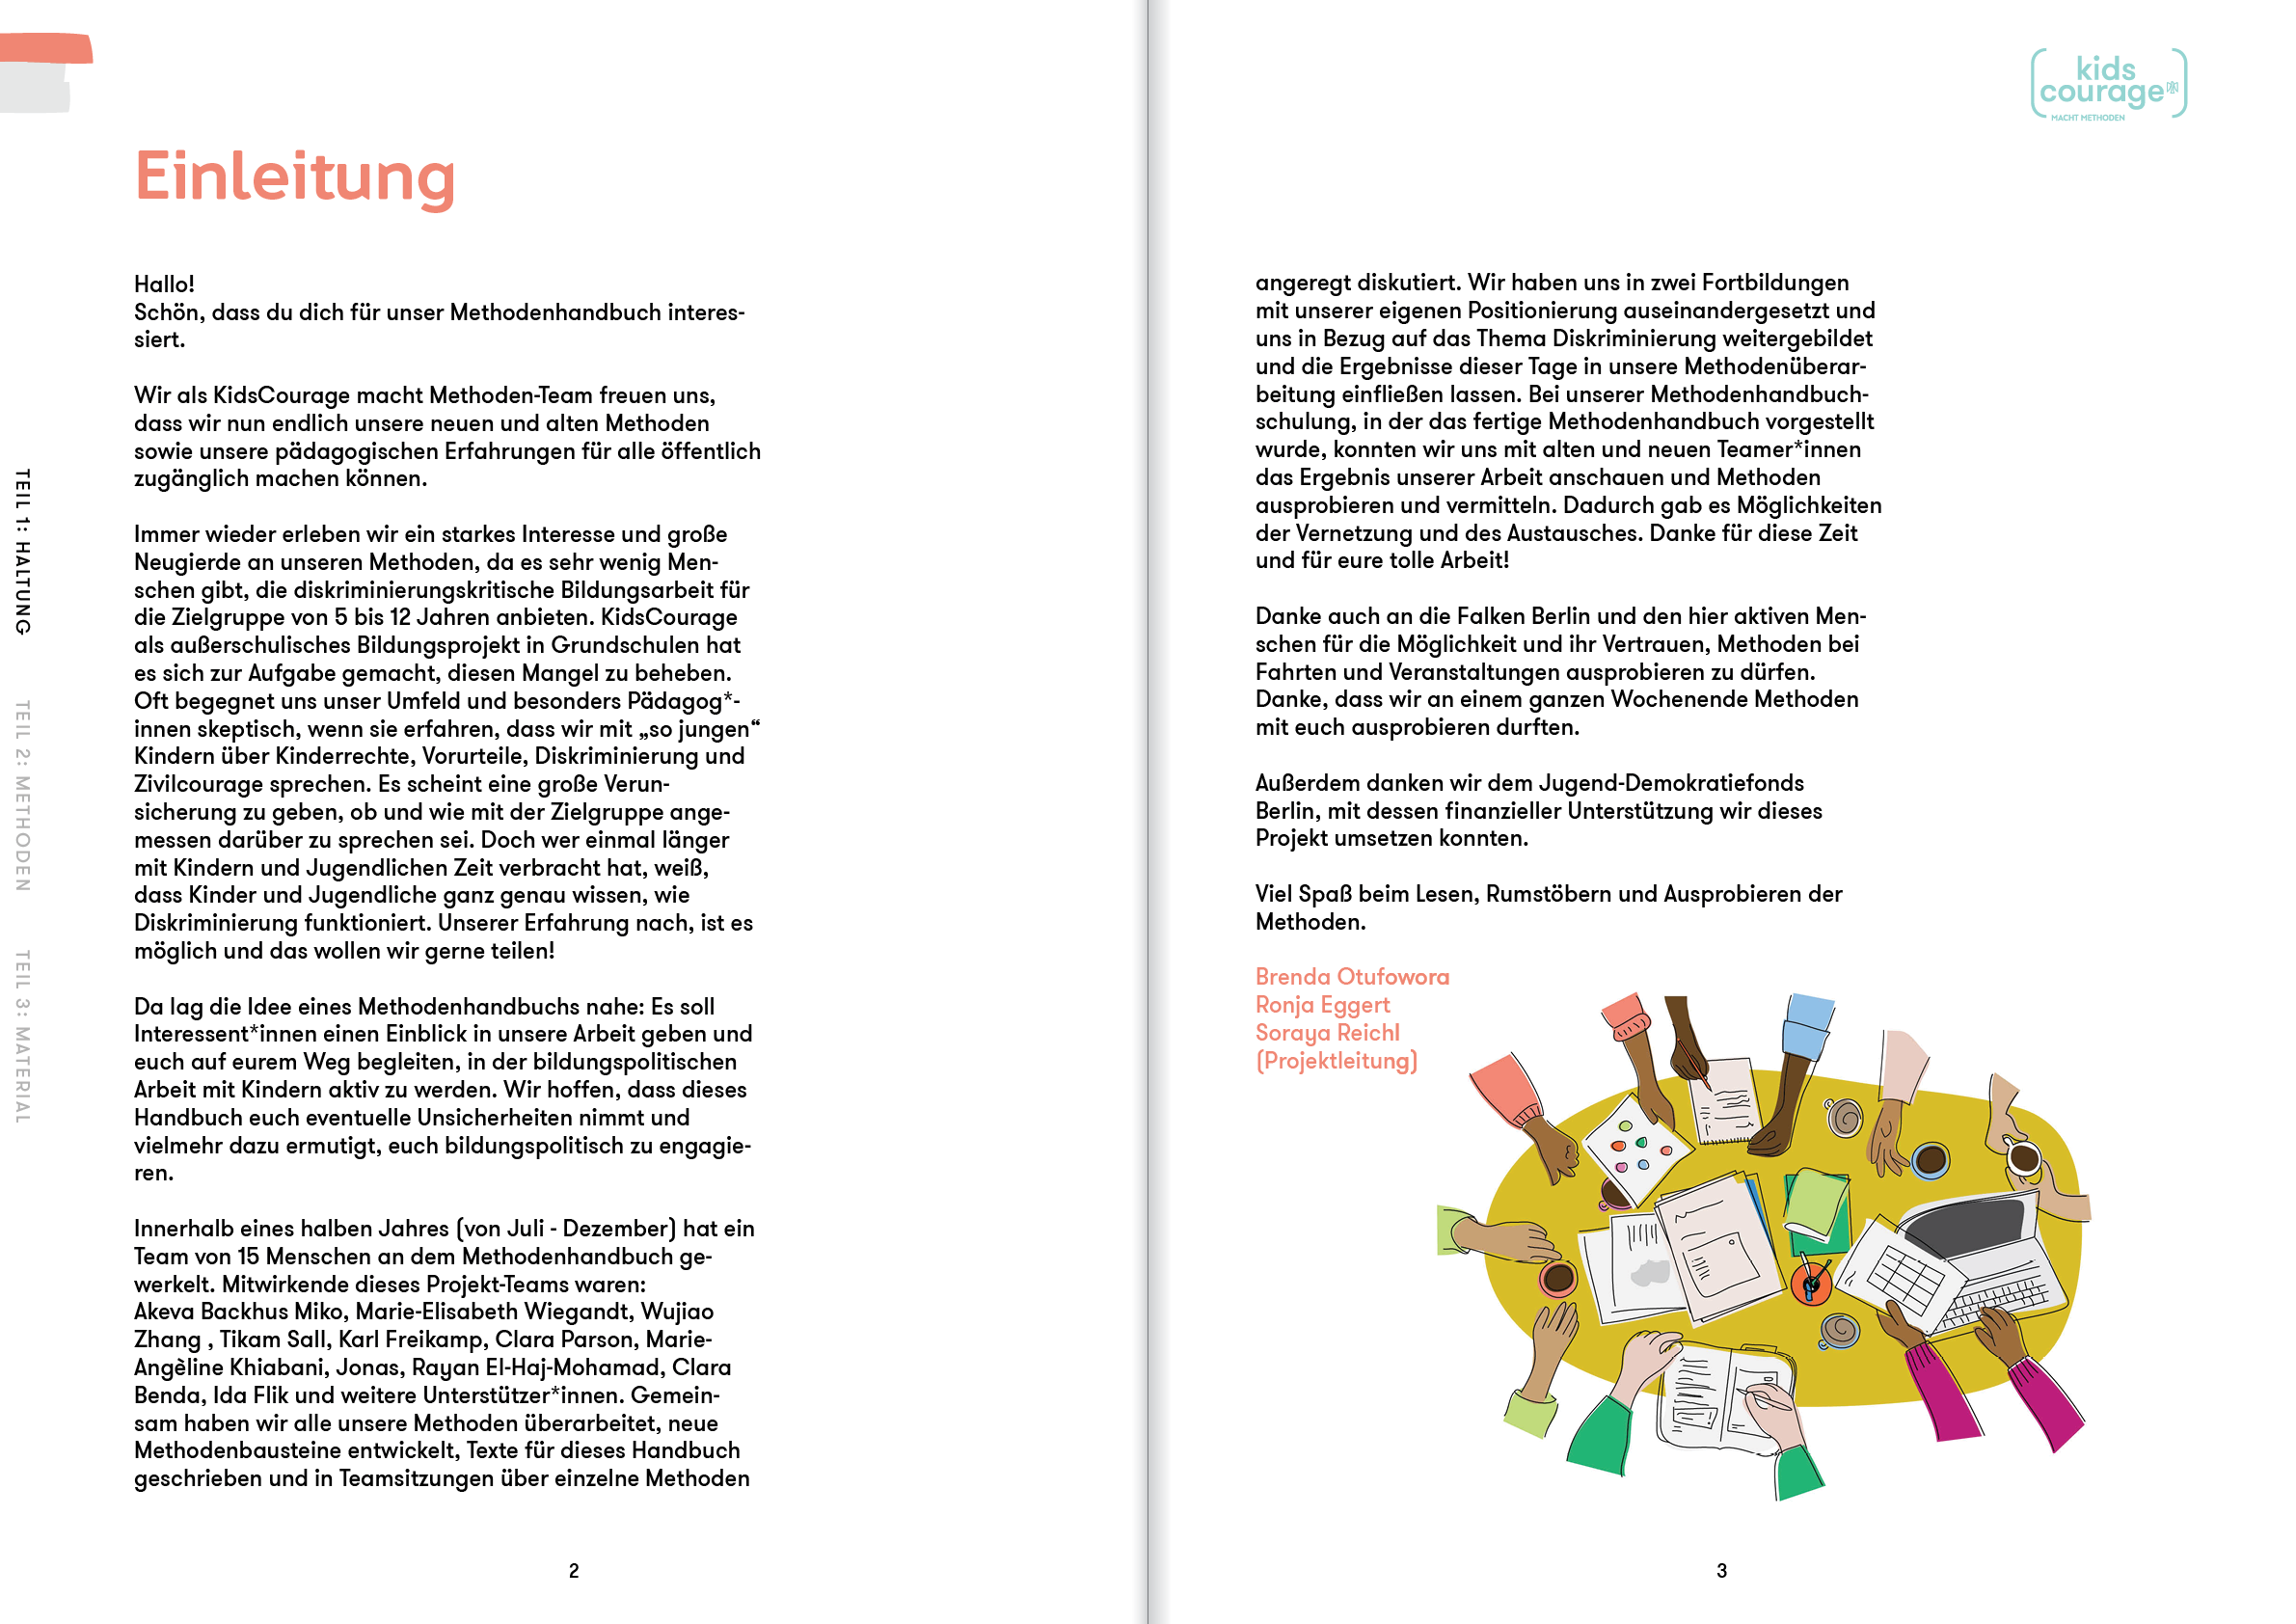 Einleitung
Hallo!
Schön, dass du dich für unser Methodenhandbuch interes-
siert.
Wir als KidsCourage macht Methoden-Team freuen uns,
dass wir nun endlich unsere neuen und alten Methoden
sowie unsere pädagogischen Erfahrungen für alle öffentlich
zugänglich machen können.
Immer wieder erleben wir ein starkes Interesse und große
Neugierde an unseren Methoden, da es sehr wenig Men-
schen gibt, die diskriminierungskritische Bildungsarbeit für
die Zielgruppe von 5 bis 12 Jahren anbieten. KidsCourage
als außerschulisches Bildungsprojekt in Grundschulen hat
es sich zur Aufgabe gemacht, diesen Mangel zu beheben.
Oft begegnet uns unser Umfeld und besonders Pädagog*-
innen skeptisch, wenn sie erfahren, dass wir mit „so jungen“
Kindern über Kinderrechte, Vorurteile, Diskriminierung und
Zivilcourage sprechen. Es scheint eine große Verun-
sicherung zu geben, ob und wie mit der Zielgruppe ange-
messen darüber zu sprechen sei. Doch wer einmal länger
mit Kindern und Jugendlichen Zeit verbracht hat, weiß,
dass Kinder und Jugendliche ganz genau wissen, wie
Diskriminierung funktioniert. Unserer Erfahrung nach, ist es
möglich und das wollen wir gerne teilen!
Da lag die Idee eines Methodenhandbuchs nahe: Es soll
Interessent*innen einen Einblick in unsere Arbeit geben und
euch auf eurem Weg begleiten, in der bildungspolitischen
Arbeit mit Kindern aktiv zu werden. Wir hoffen, dass dieses
Handbuch euch eventuelle Unsicherheiten nimmt und
vielmehr dazu ermutigt, euch bildungspolitisch zu engagie-
ren.
Innerhalb eines halben Jahres (von Juli - Dezember) hat ein
Team von 15 Menschen an dem Methodenhandbuch ge-
werkelt. Mitwirkende dieses Projekt-Teams waren:
Akeva Backhus Miko, Marie-Elisabeth Wiegandt, Wujiao
Zhang , Tikam Sall, Karl Freikamp, Clara Parson, Marie-
Angèline Khiabani, Jonas, Rayan El-Haj-Mohamad, Clara
Benda, Ida Flik und weitere Unterstützer*innen. Gemein-
sam haben wir alle unsere Methoden überarbeitet, neue
Methodenbausteine entwickelt, Texte für dieses Handbuch
geschrieben und in Teamsitzungen über einzelne Methoden
2
TEIL 1: HALTUNG
TEIL 2: METHODEN
TEIL 3: MATERIAL
kids
courage
MACHT METHODEN
angeregt diskutiert. Wir haben uns in zwei Fortbildungen
mit unserer eigenen Positionierung auseinandergesetzt und
uns in Bezug auf das Thema Diskriminierung weitergebildet
und die Ergebnisse dieser Tage in unsere Methodenüberar-
beitung einfließen lassen. Bei unserer Methodenhandbuch-
schulung, in der das fertige Methodenhandbuch vorgestellt
wurde, konnten wir uns mit alten und neuen Teamer*innen
das Ergebnis unserer Arbeit anschauen und Methoden
ausprobieren und vermitteln. Dadurch gab es Möglichkeiten
der Vernetzung und des Austausches. Danke für diese Zeit
und für eure tolle Arbeit!
Danke auch an die Falken Berlin und den hier aktiven Men-
schen für die Möglichkeit und ihr Vertrauen, Methoden bei
Fahrten und Veranstaltungen ausprobieren zu dürfen.
Danke, dass wir an einem ganzen Wochenende Methoden
mit euch ausprobieren durften.
Außerdem danken wir dem Jugend-Demokratiefonds
Berlin, mit dessen finanzieller Unterstützung wir dieses
Projekt umsetzen konnten.
Viel Spaß beim Lesen, Rumstöbern und Ausprobieren der
Methoden.
Brenda Otufowora
Ronja Eggert
Soraya Reichl
(Projektleitung)
3